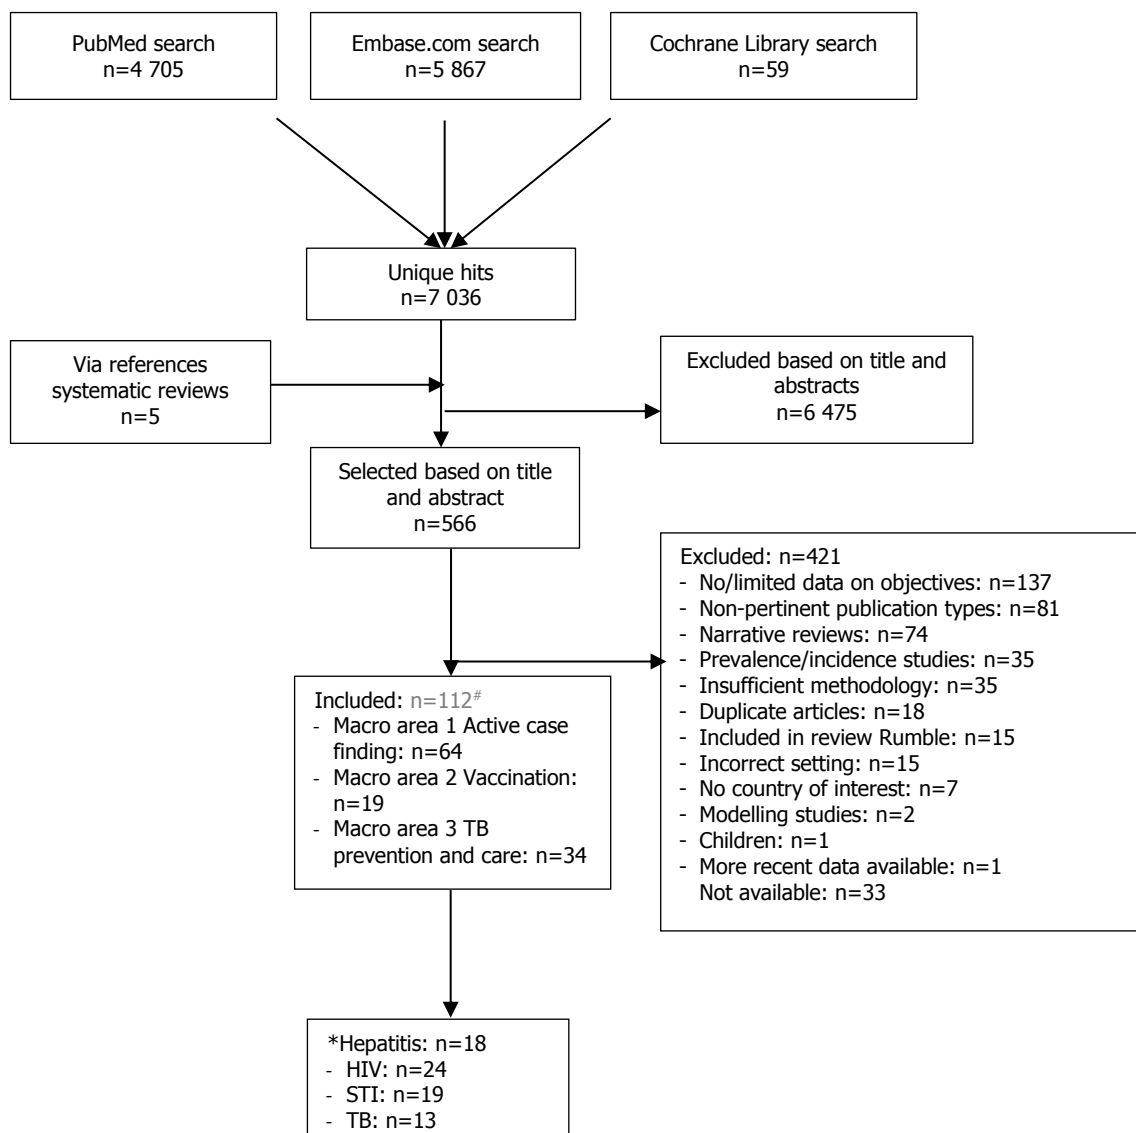 PubMed search
n=4 705
Embase.com search
n=5 867
Cochrane Library search
n=59
Unique hits
n=7 036
Via references
systematic reviews
n=5
Excluded based on title and
abstracts
n=6 475
Selected based on title
and abstract
n=566
Excluded: n=421
- No/limited data on objectives: n=137
- Non-pertinent publication types: n=81
- Narrative reviews: n=74
- Prevalence/incidence studies: n=35
- Insufficient methodology: n=35
- Duplicate articles: n=18
- Included in review Rumble: n=15
- Incorrect setting: n=15
- No country of interest: n=7
- Modelling studies: n=2
- Children: n=1
- More recent data available: n=1
Not available: n=33
Included: n=112#
- Macro area 1 Active case
finding: n=64
- Macro area 2 Vaccination:
n=19
- Macro area 3 TB
prevention and care: n=34
*Hepatitis: n=18
- HIV: n=24
- STI: n=19
- TB: n=13